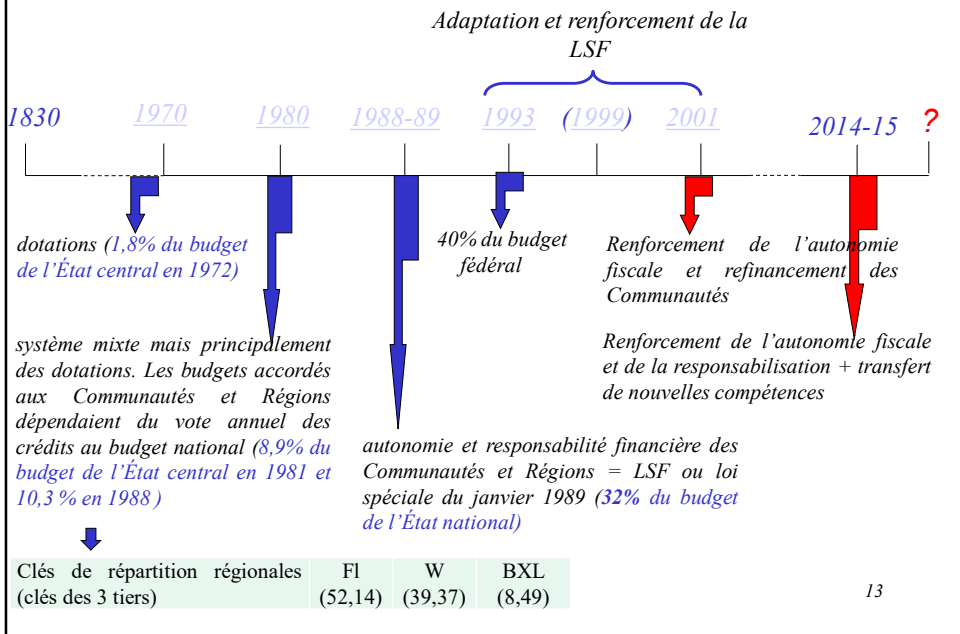 Adaptation et renforcement de la
LSF
1830 1970 1980 1988-89 1993 (1999) 2001 2014-15 ?
dotations (1,8% du budget
de l'État central en 1972)
système mixte mais principalement
des dotations. Les budgets accordés
aux Communautés et Régions
dépendaient du vote annuel des
crédits au budget national (8,9% du
budget de l'État central en 1981 et
10,3 % en 1988 )
autonomie et responsabilité financière des
Communautés et Régions = LSF ou loi
spéciale du janvier 1989 (32% du budget
de l'État national)
40% du budget
fédéral
Renforcement de l'autonomie
fiscale et refinancement des
Communautés
Renforcement de l'autonomie fiscale
et de la responsabilisation + transfert
de nouvelles compétences
Clés de répartition régionales Fl W BXL
(clés des 3 tiers) (52,14) (39,37) (8,49)
13